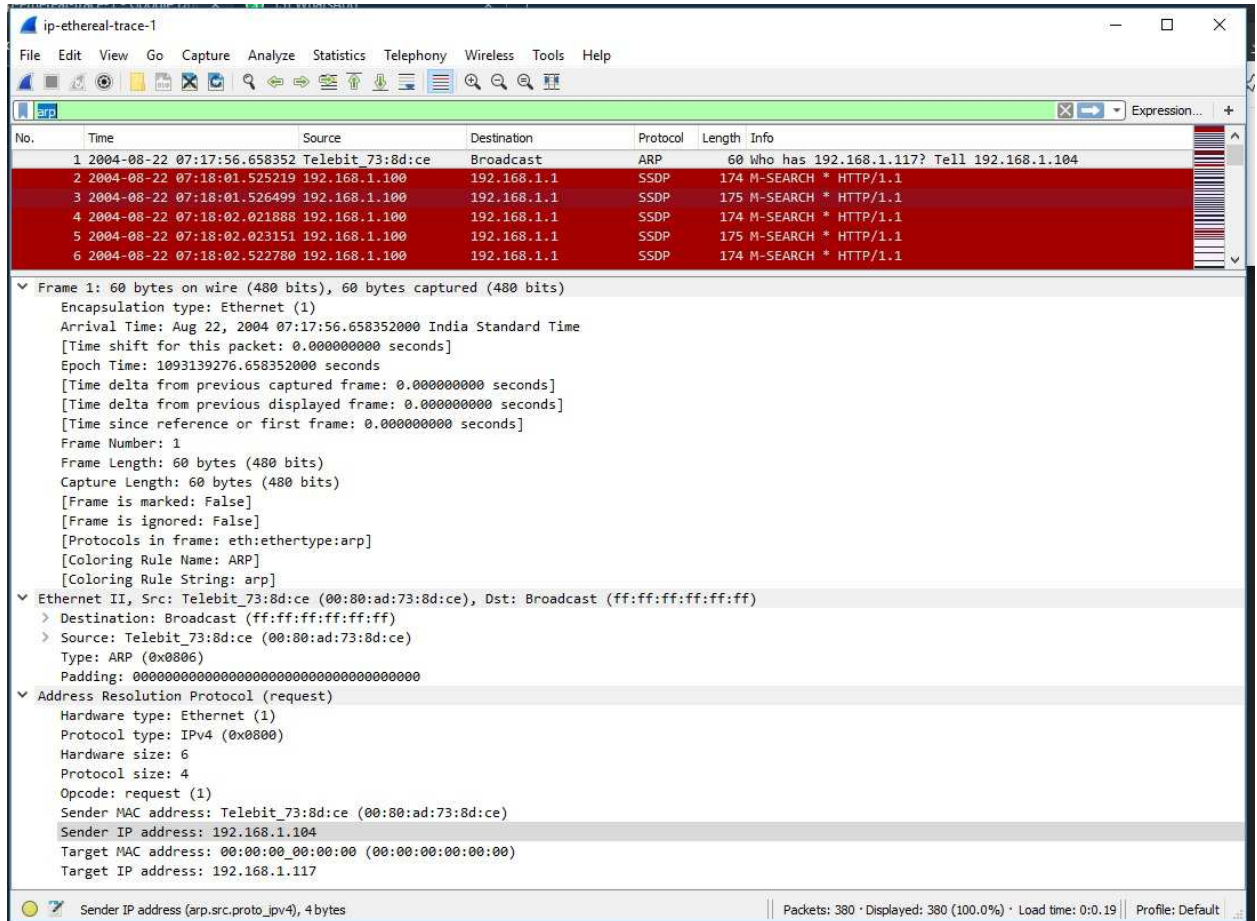 ip-ethereal-trace-1
File Edit View Go Capture Analyze Statistics Telephony Wireless Tools Help
arp Expression... +
No. Time Source Destination Protocol Length Info
1 2004-08-22 07:17:56.658352 Telebit_73:8d:ce Broadcast ARP 60 Who has 192.168.1.117? Tell 192.168.1.104
2 2004-08-22 07:18:01.525219 192.168.1.100 192.168.1.1 SSDP 174 M-SEARCH * HTTP/1.1
3 2004-08-22 07:18:01.526499 192.168.1.100 192.168.1.1 SSDP 175 M-SEARCH * HTTP/1.1
4 2004-08-22 07:18:02.021888 192.168.1.100 192.168.1.1 SSDP 174 M-SEARCH * HTTP/1.1
5 2004-08-22 07:18:02.023151 192.168.1.100 192.168.1.1 SSDP 175 M-SEARCH * HTTP/1.1
6 2004-08-22 07:18:02.522780 192.168.1.100 192.168.1.1 SSDP 174 M-SEARCH * HTTP/1.1
Frame 1: 60 bytes on wire (480 bits), 60 bytes captured (480 bits)
Encapsulation type: Ethernet (1)
Arrival Time: Aug 22, 2004 07:17:56.658352000 India Standard Time
[Time shift for this packet: 0.000000000 seconds]
Epoch Time: 1093139276.658352000 seconds
[Time delta from previous captured frame: 0.000000000 seconds]
[Time delta from previous displayed frame: 0.000000000 seconds]
[Time since reference or first frame: 0.000000000 seconds]
Frame Number: 1
Frame Length: 60 bytes (480 bits)
Capture Length: 60 bytes (480 bits)
[Frame is marked: False]
[Frame is ignored: False]
[Protocols in frame: eth:ethertype:arp]
[Coloring Rule Name: ARP]
[Coloring Rule String: arp]
Ethernet II, Src: Telebit_73:8d:ce (00:80:ad:73:8d:ce), Dst: Broadcast (ff:ff:ff:ff:ff:ff)
Destination: Broadcast (ff:ff:ff:ff:ff:ff)
Source: Telebit_73:8d:ce (00:80:ad:73:8d:ce)
Type: ARP (0x0806)
Padding: 000000000000000000000000000000000000
Address Resolution Protocol (request)
Hardware type: Ethernet (1)
Protocol type: IPv4 (0x0800)
Hardware size: 6
Protocol size: 4
Opcode: request (1)
Sender MAC address: Telebit_73:8d:ce (00:80:ad:73:8d:ce)
Sender IP address: 192.168.1.104
Target MAC address: 00:00:00_00:00:00 (00:00:00:00:00:00)
Target IP address: 192.168.1.117
Sender IP address (arp.src.proto_ipv4), 4 bytes Packets: 380 · Displayed: 380 (100.0%) · Load time: 0:0.19 Profile: Default